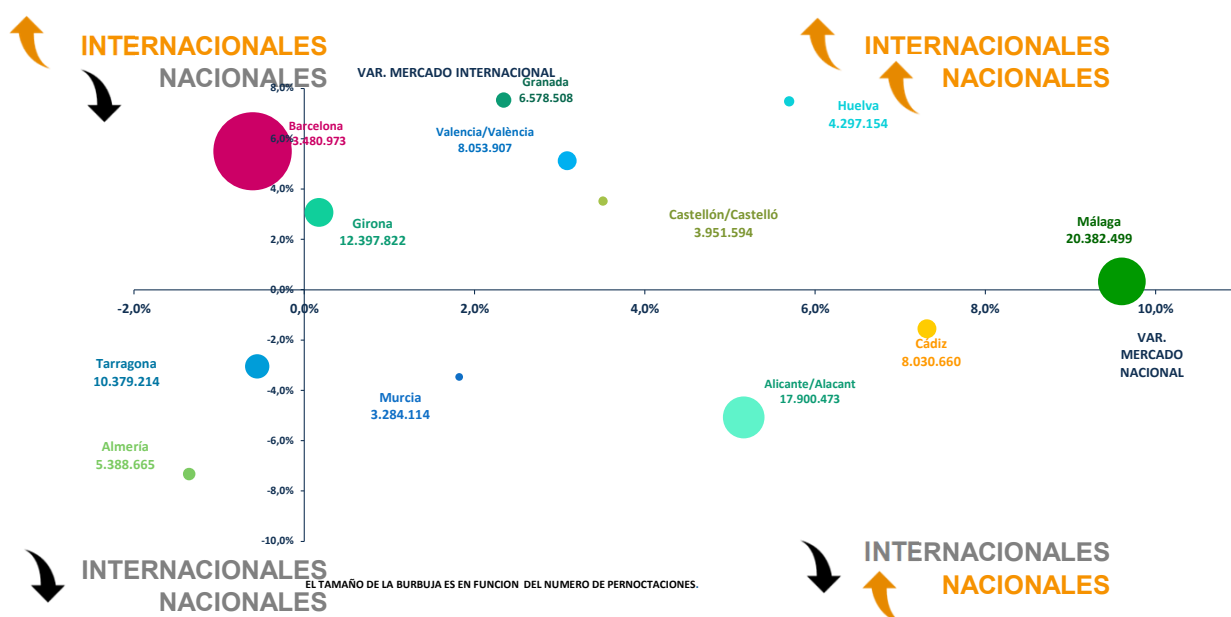 INTERNACIONALES
NACIONALES
INTERNACIONALES
NACIONALES
VAR. MERCADO INTERNACIONAL
8,0%
6,0%
4,0%
2,0%
0,0%
-2,0%
-4,0%
-6,0%
-8,0%
-10,0%
-2,0%
0,0%
2,0%
4,0%
6,0%
8,0%
10,0%
Granada
6.578.508
Huelva
4.297.154
Barcelona
3.480.973
Valencia/València
8.053.907
Castellón/Castelló
3.951.594
Girona
12.397.822
Málaga
20.382.499
VAR.
MERCADO
NACIONAL
Cádiz
8.030.660
Tarragona
10.379.214
Murcia
3.284.114
Alicante/Alacant
17.900.473
Almería
5.388.665
INTERNACIONALES
NACIONALES
EL TAMAÑO DE LA BURBUJA ES EN FUNCION DEL NUMERO DE PERNOCTACIONES.
INTERNACIONALES
NACIONALES